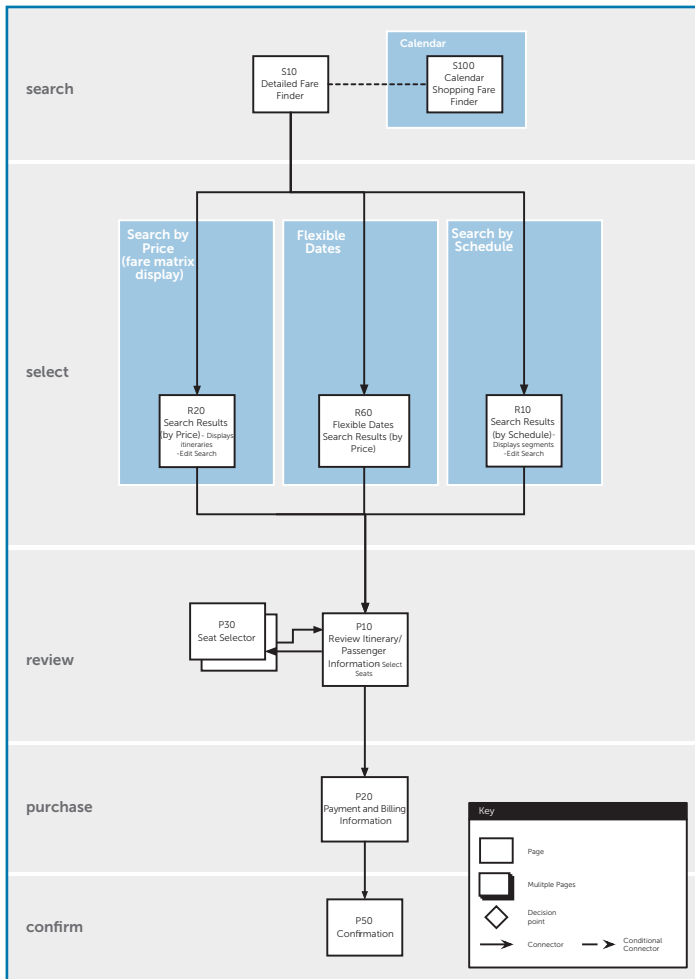 search
S10
Detailed Fare
Finder
Calendar
S100
Calendar
Shopping Fare
Finder
select
Search by
Price
(fare matrix
display)
Flexible
Dates
Search by
Schedule
R20
Search Results
(by Price)- Displays
itineraries
-Edit Search
R60
Flexible Dates
Search Results (by
Price)
R10
Search Results
(by Schedule)-
Displays segments
-Edit Search
review
P30
Seat Selector
P10
Review Itinerary/
Passenger
Information Select
Seats
purchase
P20
Payment and Billing
Information
confirm
P50
Confirmation
Key
Page
Mulitple Pages
Decision
point
Connector
Conditional
Connector